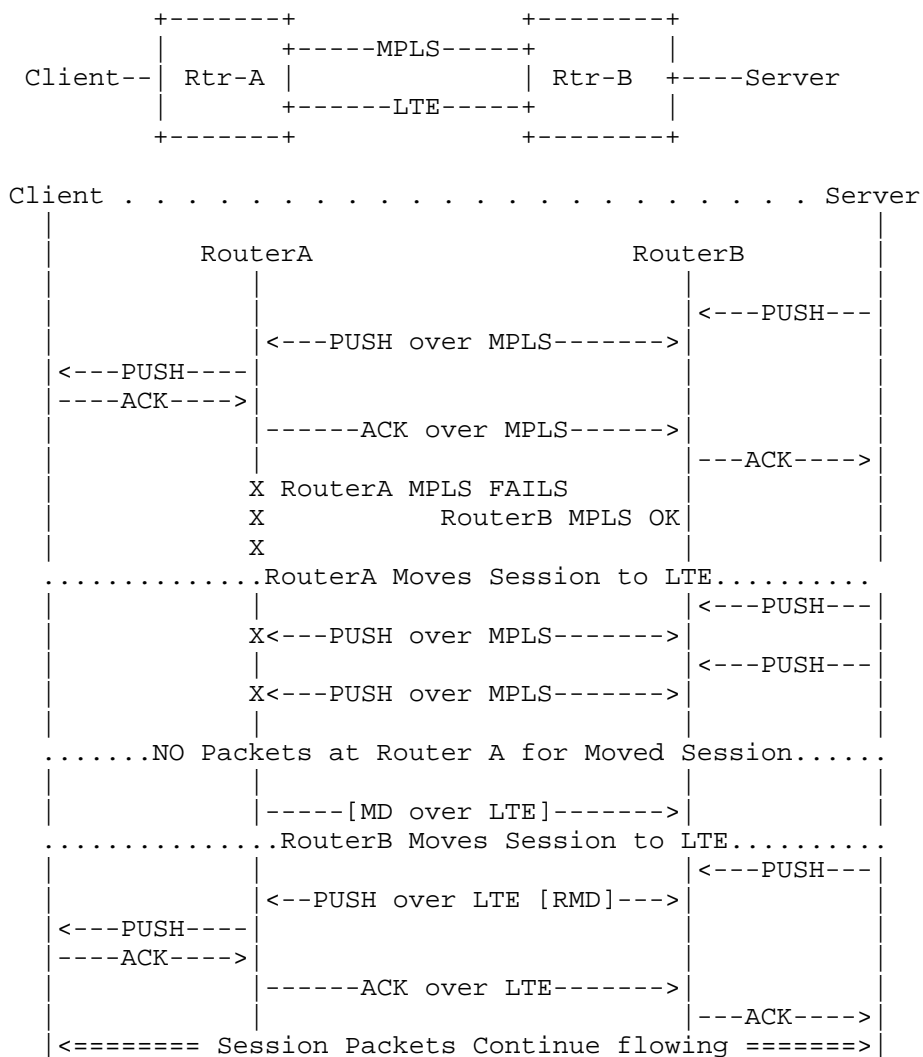 +-------+ +--------+
| +-----MPLS-----+ |
Client--| Rtr-A | | Rtr-B +----Server
| +------LTE-----+ |
+-------+ +--------+
Client . . . . . . . . . . . . . . . . . . . . . . Server
| |
| RouterA RouterB |
| | | |
| | |<---PUSH---|
| |<---PUSH over MPLS------->| |
|<---PUSH----| | |
|----ACK---->| | |
| |------ACK over MPLS------>| |
| | |---ACK---->|
| X RouterA MPLS FAILS | |
| X RouterB MPLS OK| |
| X | |
..............RouterA Moves Session to LTE..........
| | |<---PUSH---|
| X<---PUSH over MPLS------->| |
| | |<---PUSH---|
| X<---PUSH over MPLS------->| |
| | | |
.......NO Packets at Router A for Moved Session......
| | | |
| |-----[MD over LTE]------->| |
...............RouterB Moves Session to LTE..........
| | |<---PUSH---|
| |<--PUSH over LTE [RMD]--->| |
|<---PUSH----| | |
|----ACK---->| | |
| |------ACK over LTE------->| |
| | |---ACK---->|
|<======== Session Packets Continue flowing =======>|